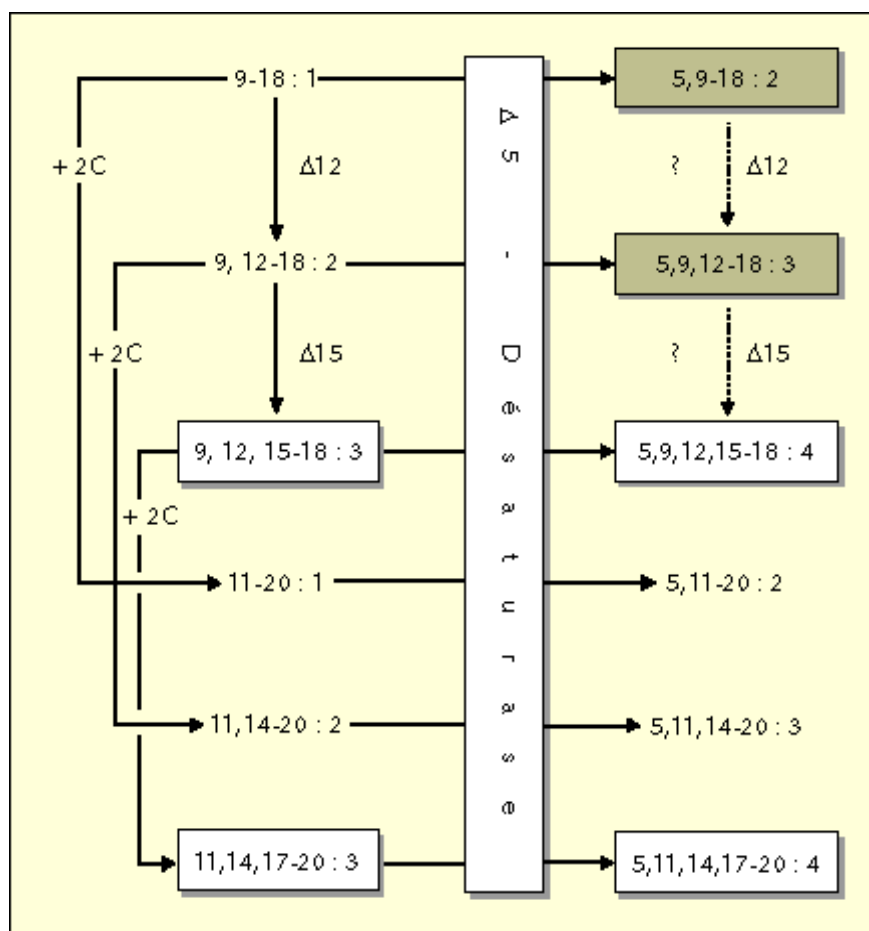 9-18 : 1
5,9-18 : 2
+ 2C
Δ12
?
Δ12
9, 12-18 : 2
5,9,12-18 : 3
+ 2C
Δ15
?
Δ15
9, 12, 15-18 : 3
5,9,12,15-18 : 4
+ 2C
11-20 : 1
5,11-20 : 2
11,14-20 : 2
5,11,14-20 : 3
11,14,17-20 : 3
5,11,14,17-20 : 4
Δ5 - Désaturase